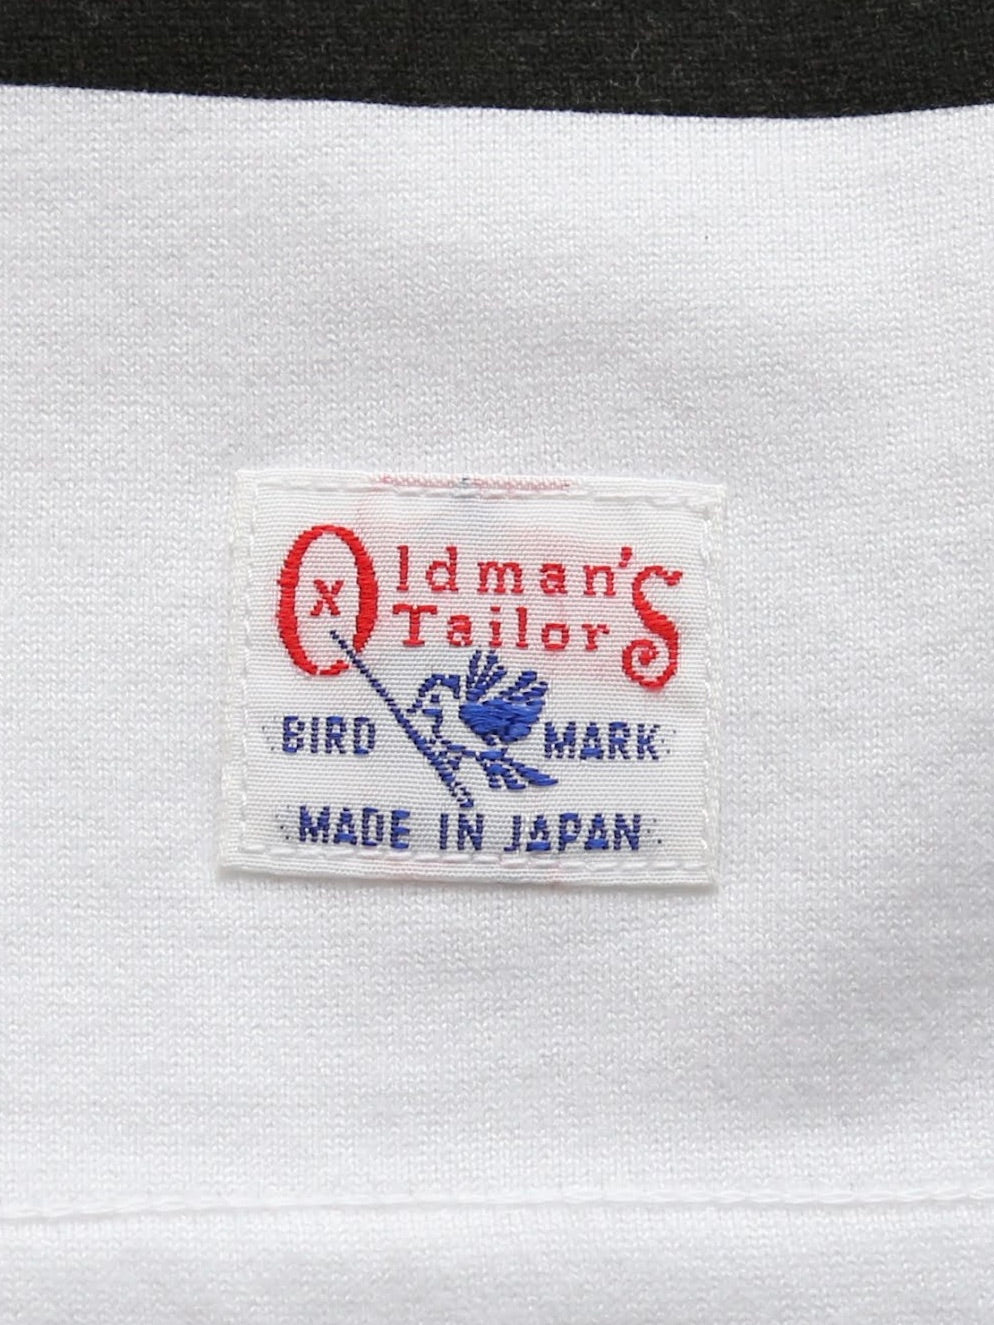 Oldman's
Tailor
BIRD MARK
MADE IN JAPAN